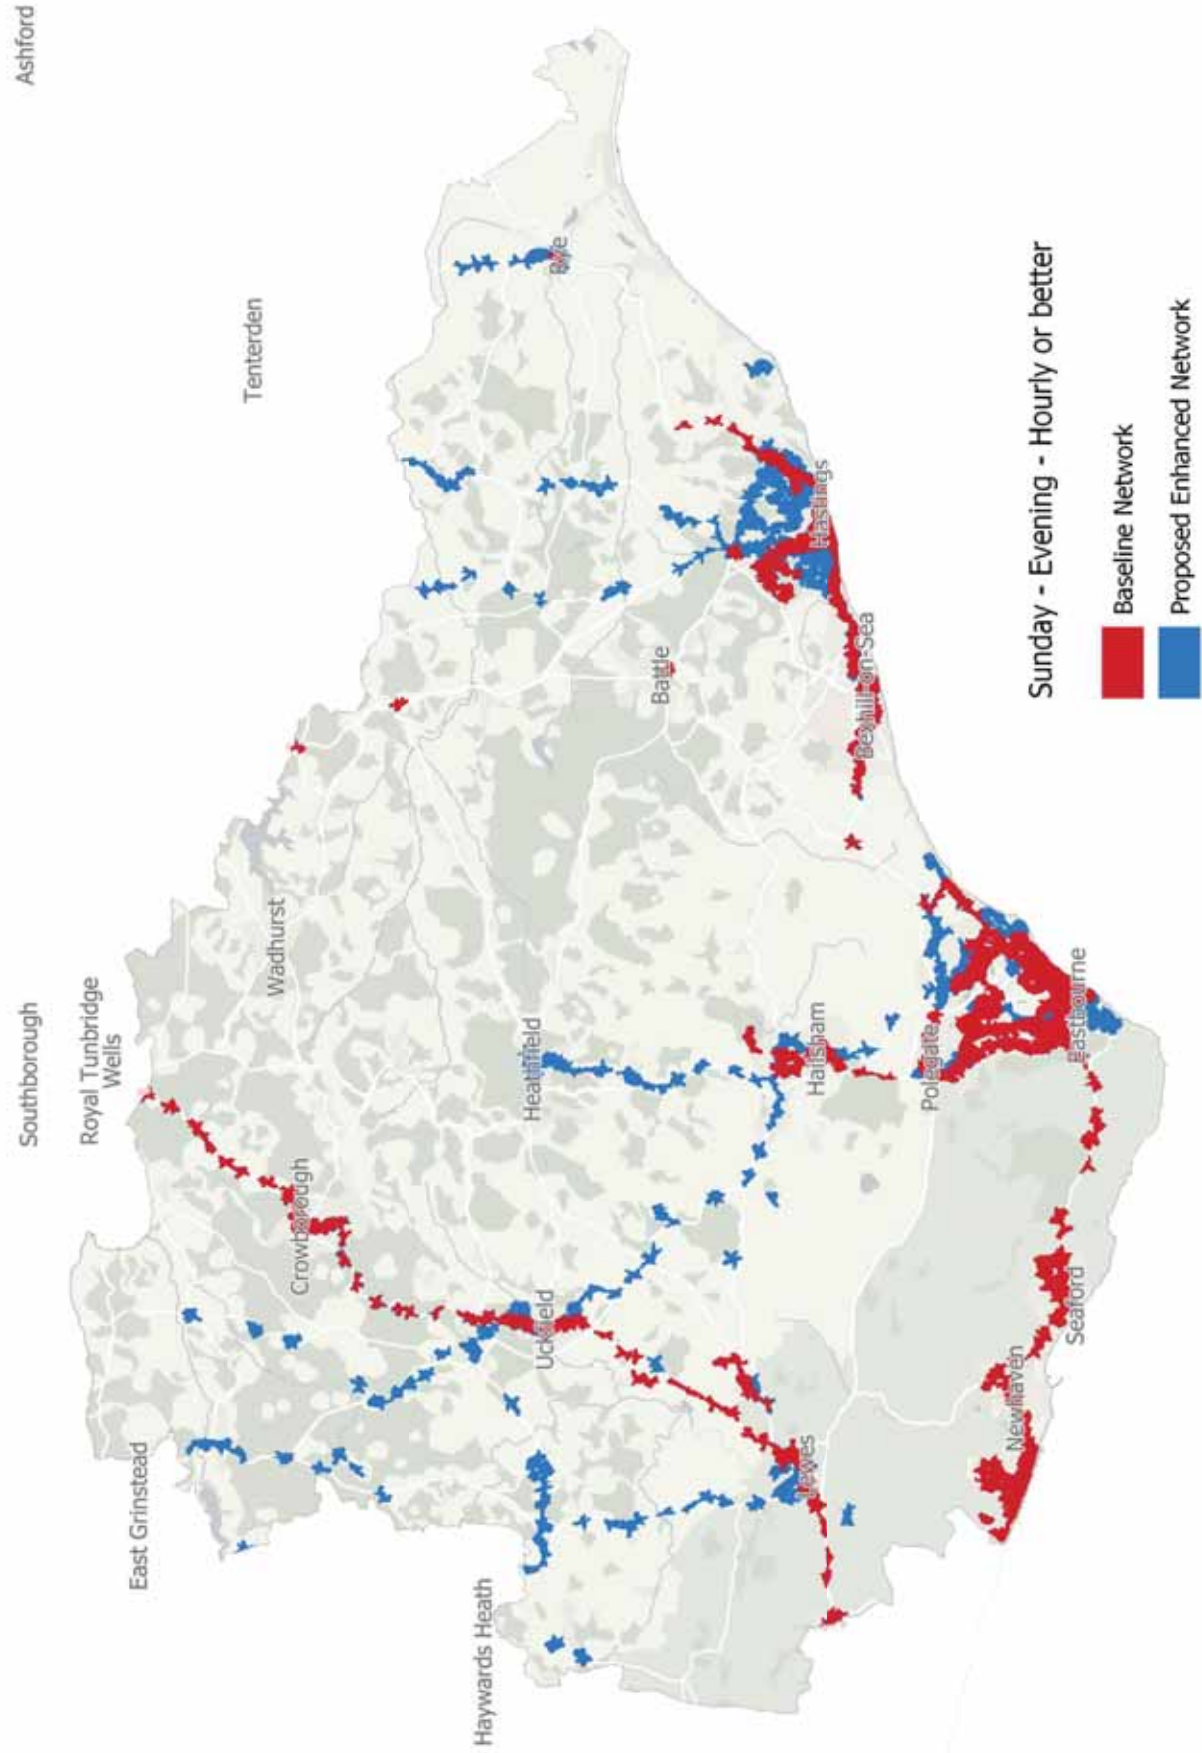 Southborough
Ashford
Royal Tunbridge
Wells
East Grinstead
Tenterden
Wadhurst
Crowborough
Haywards Heath
Heathfield
Uckfield
Rye
Battle
Lewes
Hailsham
Hastings
Bexhill-on-Sea
Polegate
Newhaven
Seaford
Eastbourne
Sunday - Evening - Hourly or better
Baseline Network
Proposed Enhanced Network